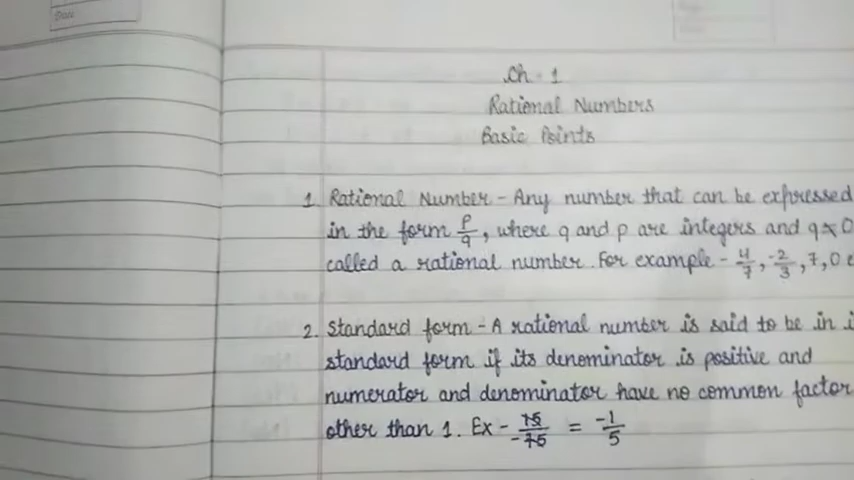 Date
Ch - 1
Rational Numbers
Basic Points
1. Rational Number - Any number that can be expressed
in the form p/q, where q and p are integers and q ≠ 0
called a rational number. For example - 4/7, -2/3, 7, 0
2. Standard form - A rational number is said to be in
standard form if its denominator is positive and
numerator and denominator have no common factor
other than 1. Ex - 15/-75 = -1/5